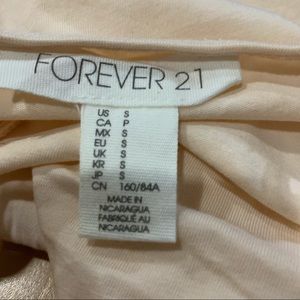 FOREVER 21
US S
CA P
MX S
EU S
UK S
KR S
JP S
CN 160/84A
MADE IN
NICARAGUA
FABRIQUÉ AU
NICARAGUA